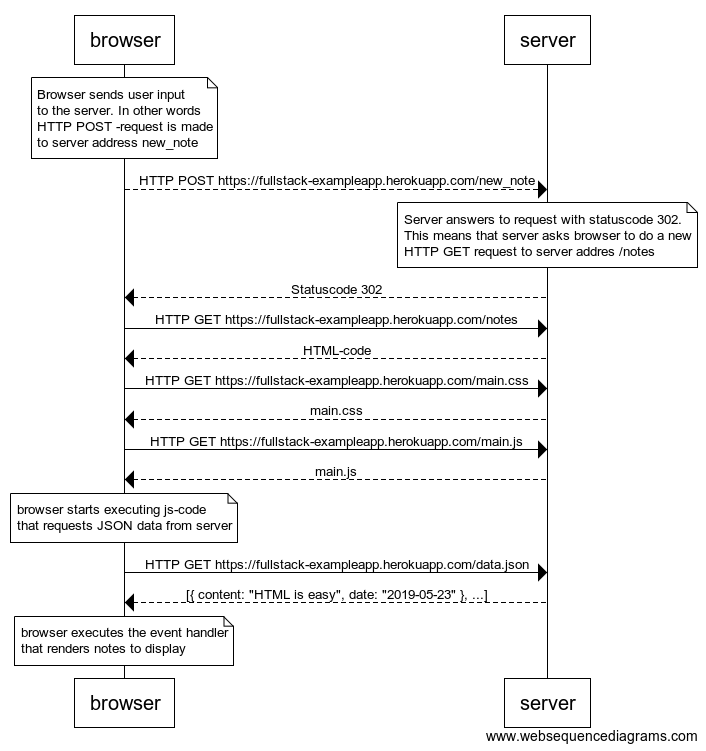 browser
server
Browser sends user input
to the server. In other words
HTTP POST -request is made
to server address new_note
HTTP POST https://fullstack-exampleapp.herokuapp.com/new_note
Server answers to request with statuscode 302.
This means that server asks browser to do a new
HTTP GET request to server addres /notes
Statuscode 302
HTTP GET https://fullstack-exampleapp.herokuapp.com/notes
HTML-code
HTTP GET https://fullstack-exampleapp.herokuapp.com/main.css
main.css
HTTP GET https://fullstack-exampleapp.herokuapp.com/main.js
main.js
browser starts executing js-code
that requests JSON data from server
HTTP GET https://fullstack-exampleapp.herokuapp.com/data.json
[{ content: "HTML is easy", date: "2019-05-23" }, ...]
browser executes the event handler
that renders notes to display
browser
server
www.websequencediagrams.com